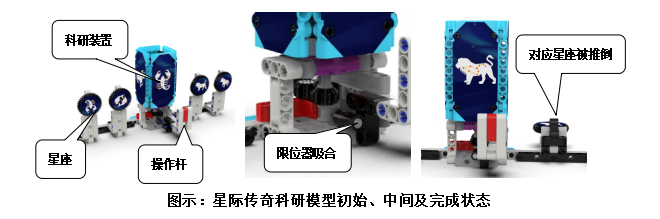 科研装置
星座
操作杆
限位器吸合
对应星座被推倒
图示：星际传奇科研模型初始、中间及完成状态